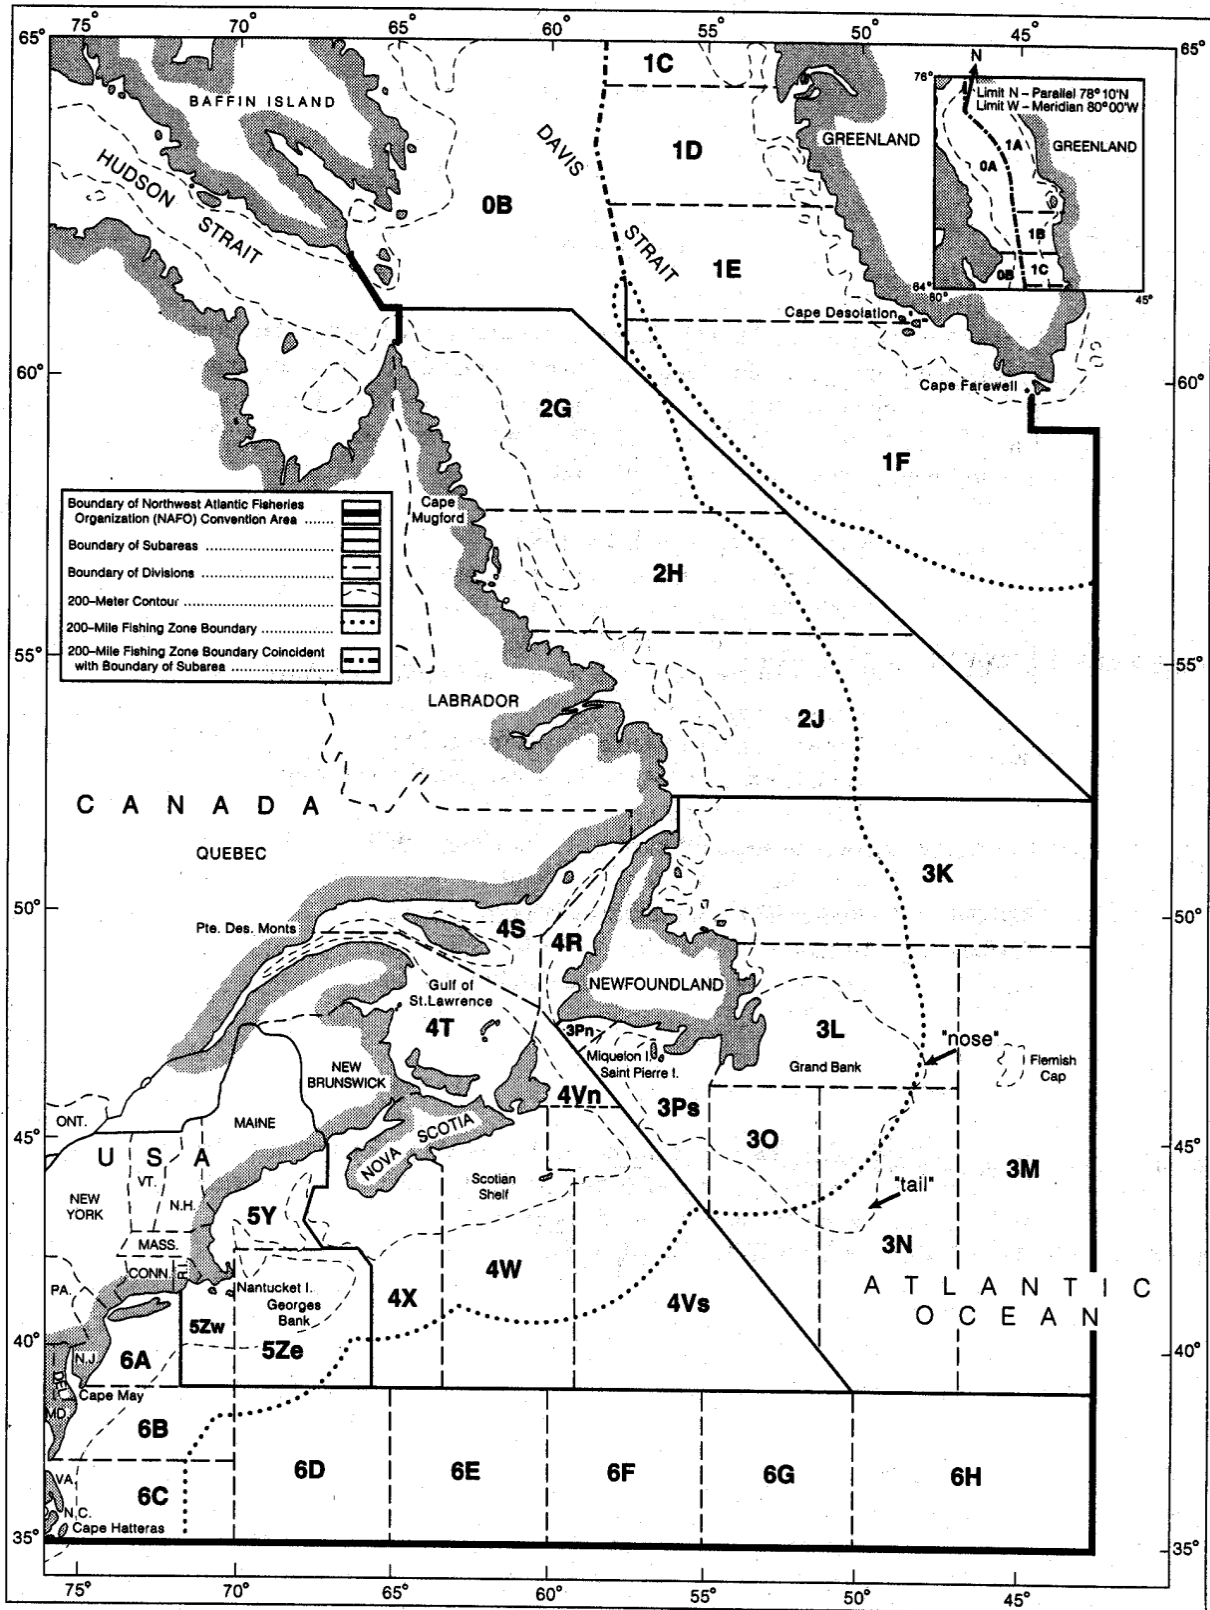 75°
70°
65°
60°
55°
50°
45°
65°
65°
1C
N
76°
Limit N – Parallel 78°10'N
Limit W – Meridian 80°00'W
BAFFIN ISLAND
DAVIS
1D
GREENLAND
1A
GREENLAND
0A
HUDSON
STRAIT
0B
STRAIT
1E
1B
0B
1C
64°
80°
45°
Cape Desolation
60°
60°
Cape Farewell
2G
1F
Boundary of Northwest Atlantic Fisheries
Organization (NAFO) Convention Area ......
Boundary of Subareas
Boundary of Divisions
200–Meter Contour
200–Mile Fishing Zone Boundary
200–Mile Fishing Zone Boundary Coincident
with Boundary of Subarea
Cape
Mugford
2H
55°
55°
LABRADOR
2J
CANADA
QUEBEC
3K
50°
50°
Pte. Des. Monts
4S
4R
NEWFOUNDLAND
Gulf of
St.Lawrence
4T
3Pn
3L
"nose"
Miquelon I.
Saint Pierre I.
Grand Bank
Flemish
Cap
NEW
BRUNSWICK
4Vn
3Ps
ONT.
MAINE
45°
45°
NOVA SCOTIA
3O
3M
USA
VT.
N.H.
NEW
YORK
Scotian
Shelf
"tail"
5Y
3N
MASS.
CONN.
R.I.
PA.
Nantucket I.
Georges
Bank
4W
4X
4Vs
ATLANTIC
OCEAN
5Zw
5Ze
40°
40°
N.J.
6A
DEL.
Cape May
MD.
6B
6D
6E
6F
6G
6H
VA.
6C
N.C.
Cape Hatteras
35°
35°
75°
70°
65°
60°
55°
50°
45°